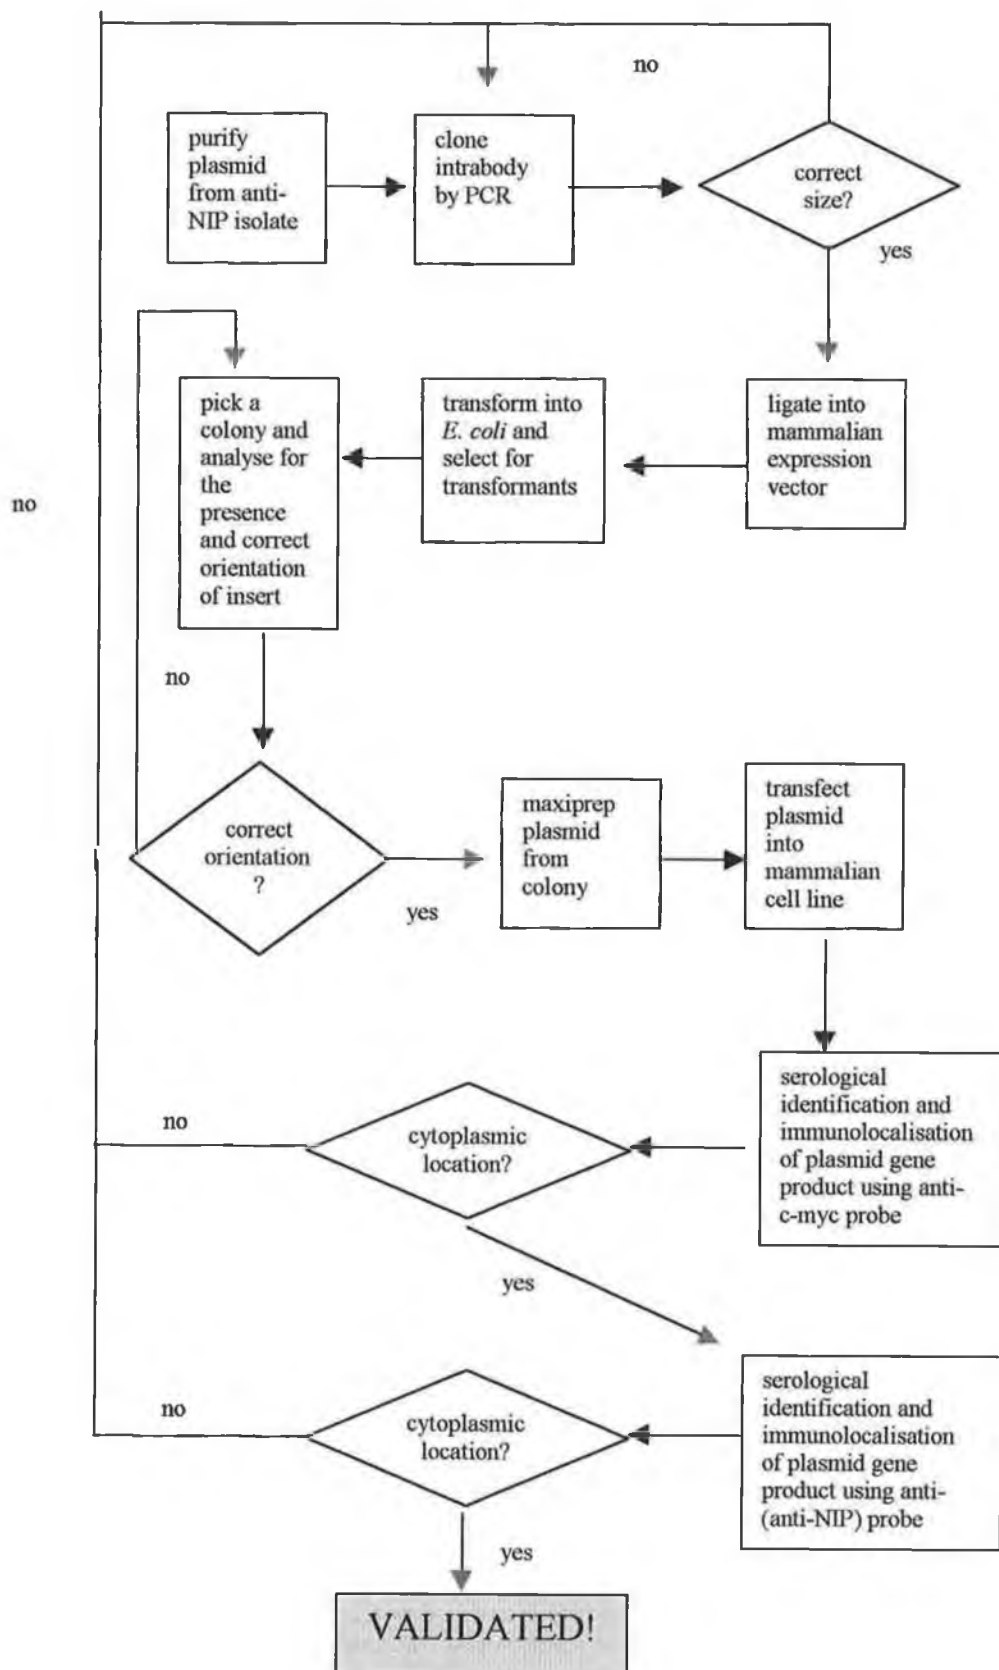 no
purify
plasmid
from anti-
NIP isolate
clone
intrabody
by PCR
correct
size?
yes
pick a
colony and
analyse for
the
presence
and correct
orientation
of insert
transform into
E. coli and
select for
transformants
ligate into
mammalian
expression
vector
no
no
correct
orientation
?
yes
maxiprep
plasmid
from
colony
transfect
plasmid
into
mammalian
cell line
no
cytoplasmic
location?
serological
identification and
immunolocalisation
of plasmid gene
product using anti-
c-myc probe
yes
no
cytoplasmic
location?
serological
identification and
immunolocalisation
of plasmid gene
product using anti-
(anti-NIP) probe
yes
VALIDATED!